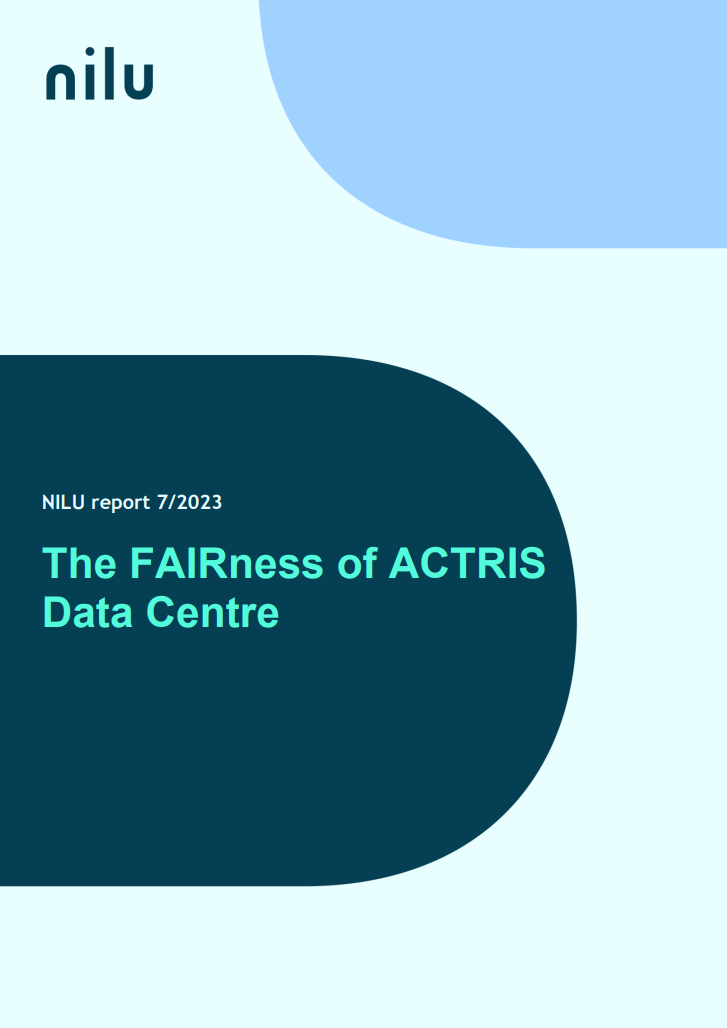 nilu
NILU report 7/2023
The FAIRness of ACTRIS
Data Centre